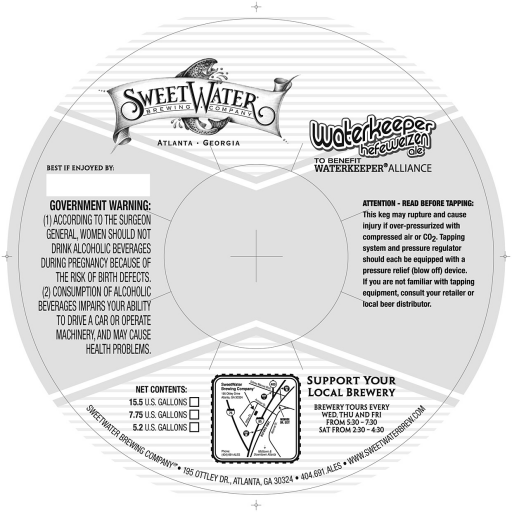 SWEETWATER
BREWING COMPANY
ATLANTA • GEORGIA
Waterkeeper
hefeweizen
ale
TO BENEFIT
WATERKEEPER® ALLIANCE
BEST IF ENJOYED BY:
GOVERNMENT WARNING:
(1) ACCORDING TO THE SURGEON
GENERAL, WOMEN SHOULD NOT
DRINK ALCOHOLIC BEVERAGES
DURING PREGNANCY BECAUSE OF
THE RISK OF BIRTH DEFECTS.
(2) CONSUMPTION OF ALCOHOLIC
BEVERAGES IMPAIRS YOUR ABILITY
TO DRIVE A CAR OR OPERATE
MACHINERY, AND MAY CAUSE
HEALTH PROBLEMS.
ATTENTION - READ BEFORE TAPPING:
This keg may rupture and cause
injury if over-pressurized with
compressed air or CO2. Tapping
system and pressure regulator
should each be equipped with a
pressure relief (blow off) device.
If you are not familiar with tapping
equipment, consult your retailer or
local beer distributor.
NET CONTENTS:
15.5 U.S. GALLONS
7.75 U.S. GALLONS
5.2 U.S. GALLONS
SweetWater
Brewing Company
SUPPORT YOUR
LOCAL BREWERY
BREWERY TOURS EVERY
WED, THU AND FRI
FROM 5:30 - 7:30
SAT FROM 2:30 - 4:30
SWEETWATER BREWING COMPANY™ • 195 OTTLEY DR., ATLANTA, GA 30324 • 404.691.ALES • WWW.SWEETWATERBREW.COM